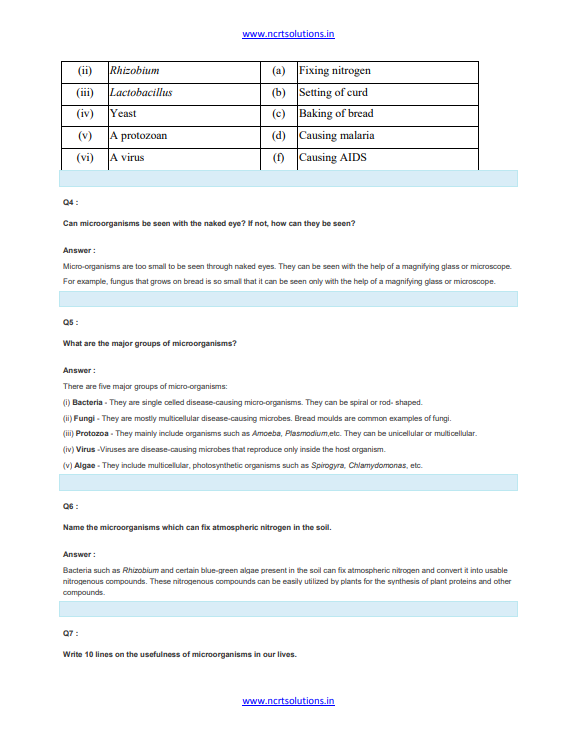 www.ncrtsolutions.in
(ii) Rhizobium (a) Fixing nitrogen
(iii) Lactobacillus (b) Setting of curd
(iv) Yeast (c) Baking of bread
(v) A protozoan (d) Causing malaria
(vi) A virus (f) Causing AIDS
Q4 :
Can microorganisms be seen with the naked eye? If not, how can they be seen?
Answer :
Micro-organisms are too small to be seen through naked eyes. They can be seen with the help of a magnifying glass or microscope.
For example, fungus that grows on bread is so small that it can be seen only with the help of a magnifying glass or microscope.
Q5 :
What are the major groups of microorganisms?
Answer :
There are five major groups of micro-organisms:
(i) Bacteria - They are single celled disease-causing micro-organisms. They can be spiral or rod- shaped.
(ii) Fungi - They are mostly multicellular disease-causing microbes. Bread moulds are common examples of fungi.
(iii) Protozoa - They mainly include organisms such as Amoeba, Plasmodium,etc. They can be unicellular or multicellular.
(iv) Virus -Viruses are disease-causing microbes that reproduce only inside the host organism.
(v) Algae - They include multicellular, photosynthetic organisms such as Spirogyra, Chlamydomonas, etc.
Q6 :
Name the microorganisms which can fix atmospheric nitrogen in the soil.
Answer :
Bacteria such as Rhizobium and certain blue-green algae present in the soil can fix atmospheric nitrogen and convert it into usable
nitrogenous compounds. These nitrogenous compounds can be easily utilized by plants for the synthesis of plant proteins and other
compounds.
Q7 :
Write 10 lines on the usefulness of microorganisms in our lives.
www.ncrtsolutions.in